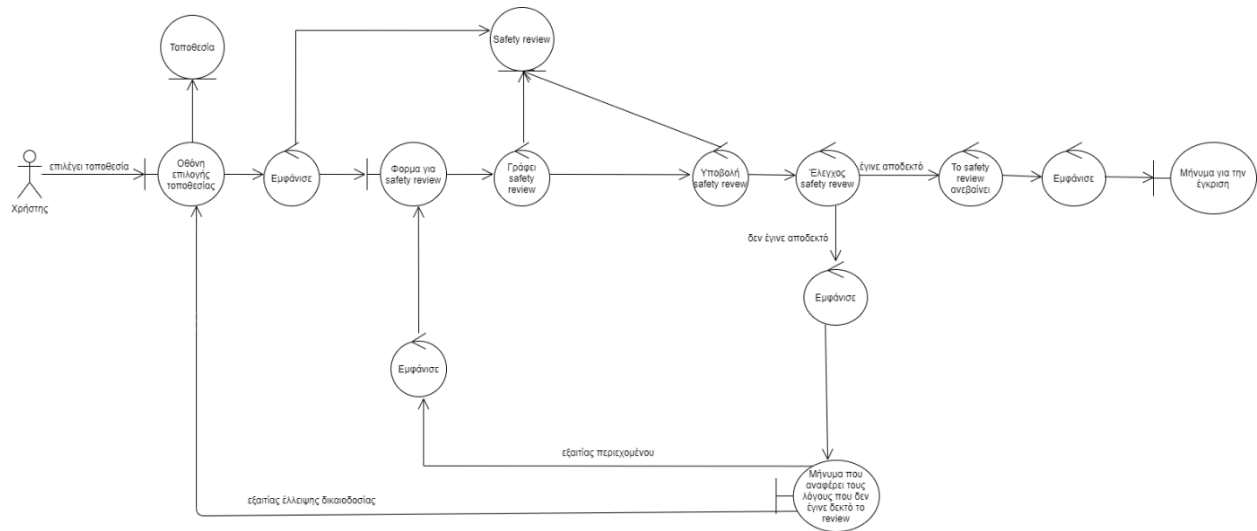 Τοποθεσία
Safety review
Χρήστης
επιλέγει τοποθεσία
Οθόνη
επιλογής
τοποθεσίας
Εμφάνισε
Φορμα για
safety review
Γράφει
safety
review
Υποβολή
safety revew
Έλεγχος
safety revew
έγινε αποδεκτό
Το safety
review
ανεβαίνει
Εμφάνισε
Μήνυμα για την
έγκριση
δεν έγινε αποδεκτό
Εμφάνισε
Εμφάνισε
εξαιτίας περιεχομένου
εξαιτίας έλλειψης δικαιοδοσίας
Μήνυμα που
αναφέρει τους
λόγους που δεν
έγινε δεκτό το
review